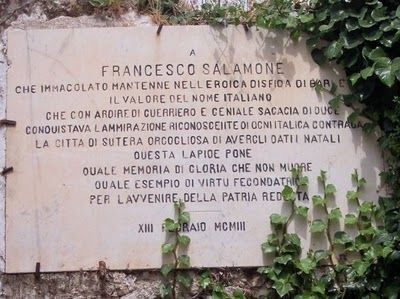 A
FRANCESCO SALAMONE
CHE IMMACOLATO MANTENNE NELL'EROICA DISFIDA DI
IL VALORE DEL NOME ITALIANO
CHE CON ARDIRE DI GUERRIERO E GENIALE SAGACIA DI DUCE
CONQUISTAVA L'AMMIRAZIONE RICONOSCENTE DI OGNI ITALICA CONTRADA
LA CITTA DI SUTERA ORGOGLIOSA DI AVERGLI DATI I NATALI
QUESTA LAPIDE PONE
QUALE MEMORIA DI GLORIA CHE NON MUORE
QUALE ESEMPIO DI VIRTU FECONDATRICE
PER L'AVVENIRE DELLA PATRIA REDENTA
XIII FEBBRAIO MCMIII